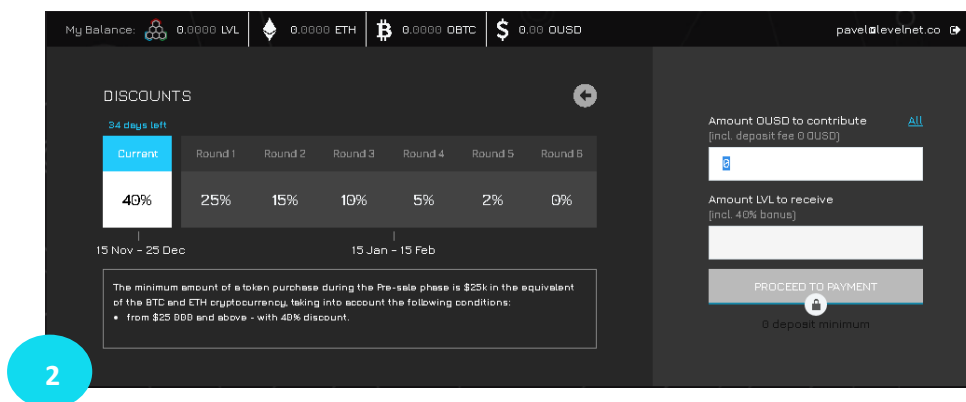 My Balance: 0.0000 LVL 0.0000 ETH 0.0000 OBTC $ 0.00 OUSD pavel@levelnet.co
DISCOUNTS
34 days left
Current Round 1 Round 2 Round 3 Round 4 Round 5 Round 6
40% 25% 15% 10% 5% 2% 0%
15 Nov - 25 Dec 15 Jan - 15 Feb
The minimum amount of a token purchase during the Pre-sale phase is $25k in the equivalent
of the BTC and ETH cryptocurrency, taking into account the following conditions:
• from $25 000 and above - with 40% discount.
Amount OUSD to contribute All
(incl. deposit fee 0 OUSD)
0
Amount LVL to receive
(incl. 40% bonus)
PROCEED TO PAYMENT
0 deposit minimum
2